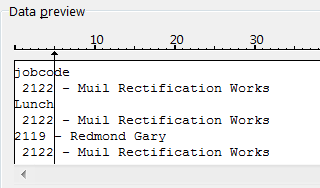 Data preview
10 20 30
jobcode
2122 - Muil Rectification Works
Lunch
2122 - Muil Rectification Works
2119 - Redmond Gary
2122 - Muil Rectification Works